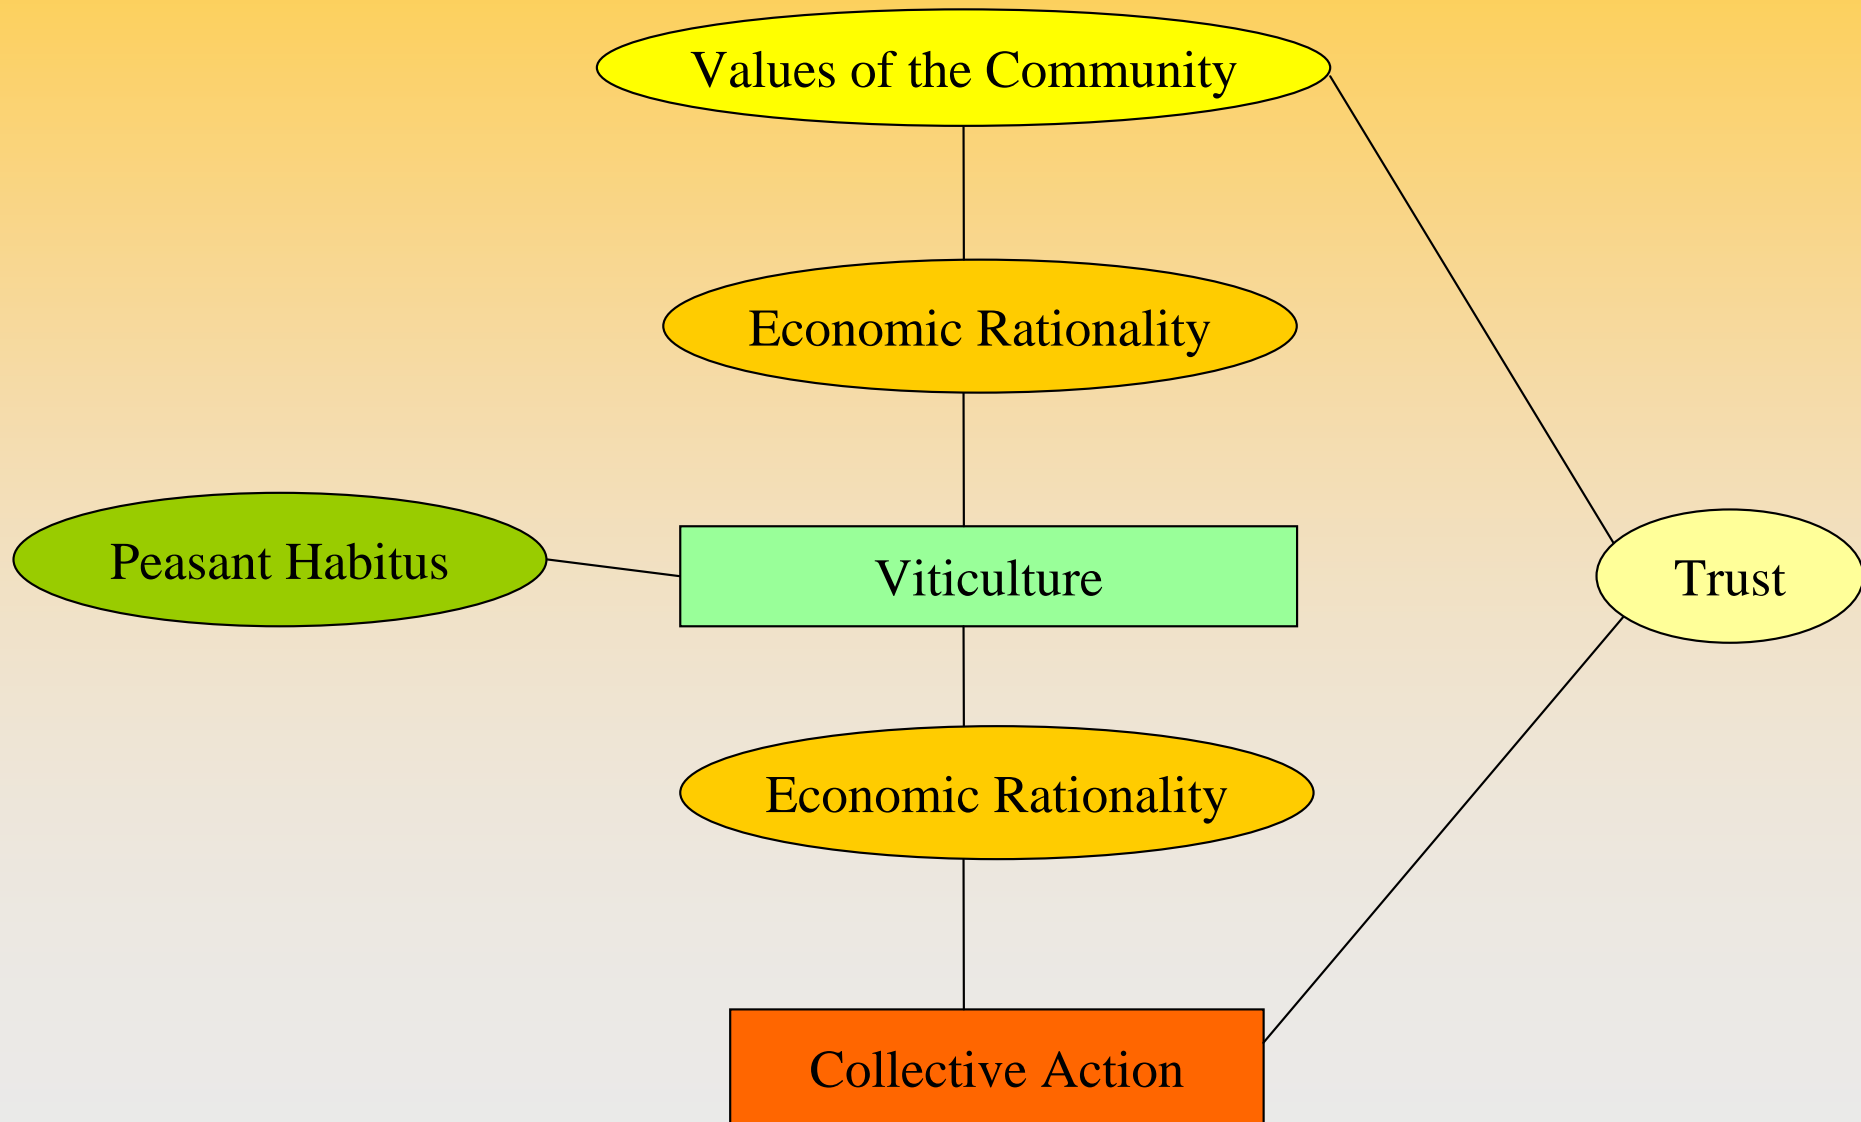 Values of the Community
Economic Rationality
Peasant Habitus
Viticulture
Trust
Economic Rationality
Collective Action